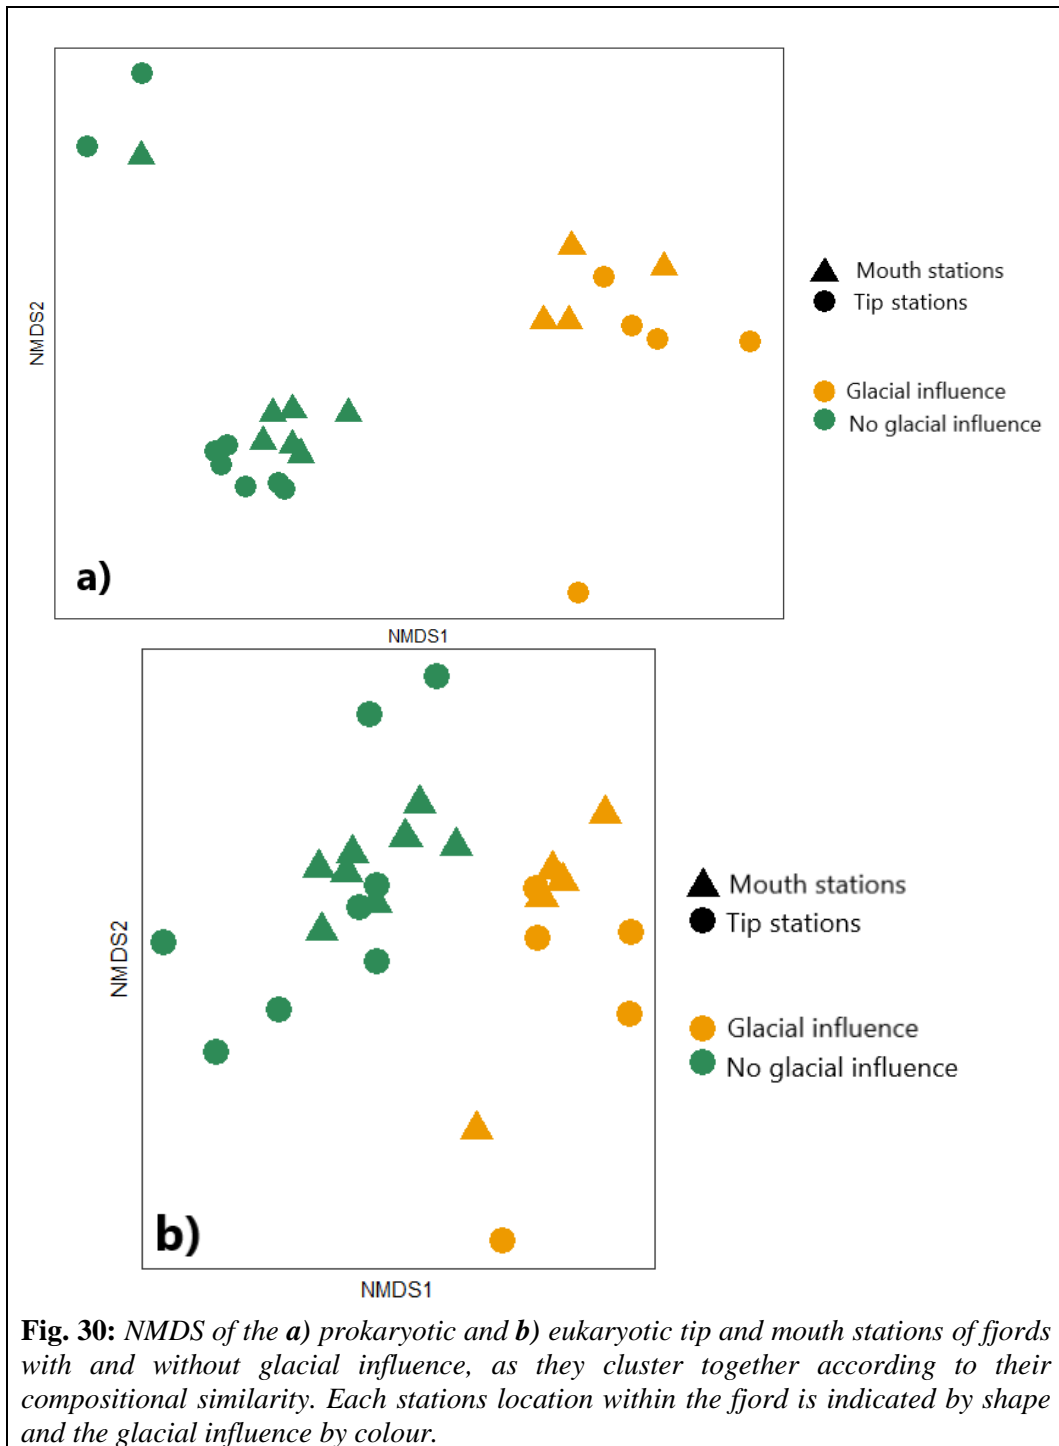 NMDS2
Mouth stations
Tip stations
Glacial influence
No glacial influence
a)
NMDS1
NMDS2
Mouth stations
Tip stations
Glacial influence
No glacial influence
b)
NMDS1
Fig. 30: NMDS of the a) prokaryotic and b) eukaryotic tip and mouth stations of fjords
with and without glacial influence, as they cluster together according to their
compositional similarity. Each stations location within the fjord is indicated by shape
and the glacial influence by colour.